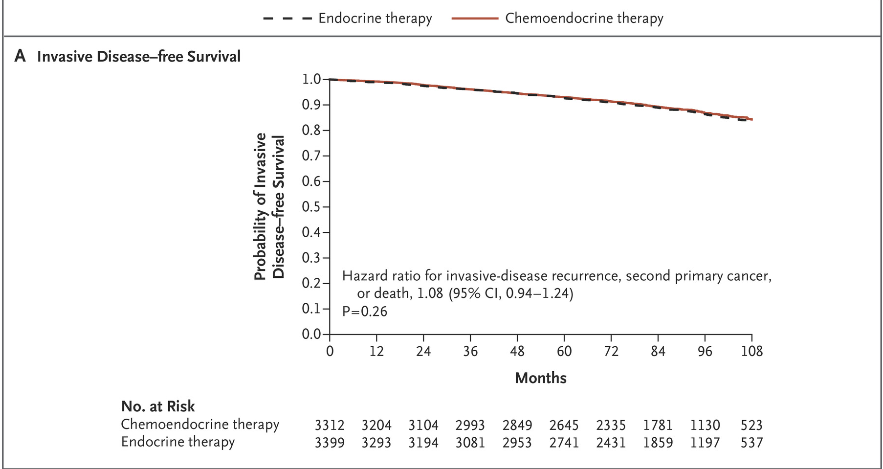 Endocrine therapy Chemoendocrine therapy
A Invasive Disease–free Survival
Probability of Invasive
Disease–free Survival
1.0
0.9
0.8
0.7
0.6
0.5
0.4
0.3
0.2
0.1
0.0
Hazard ratio for invasive-disease recurrence, second primary cancer,
or death, 1.08 (95% CI, 0.94–1.24)
P=0.26
0 12 24 36 48 60 72 84 96 108
Months
No. at Risk
Chemoendocrine therapy 3312 3204 3104 2993 2849 2645 2335 1781 1130 523
Endocrine therapy 3399 3293 3194 3081 2953 2741 2431 1859 1197 537